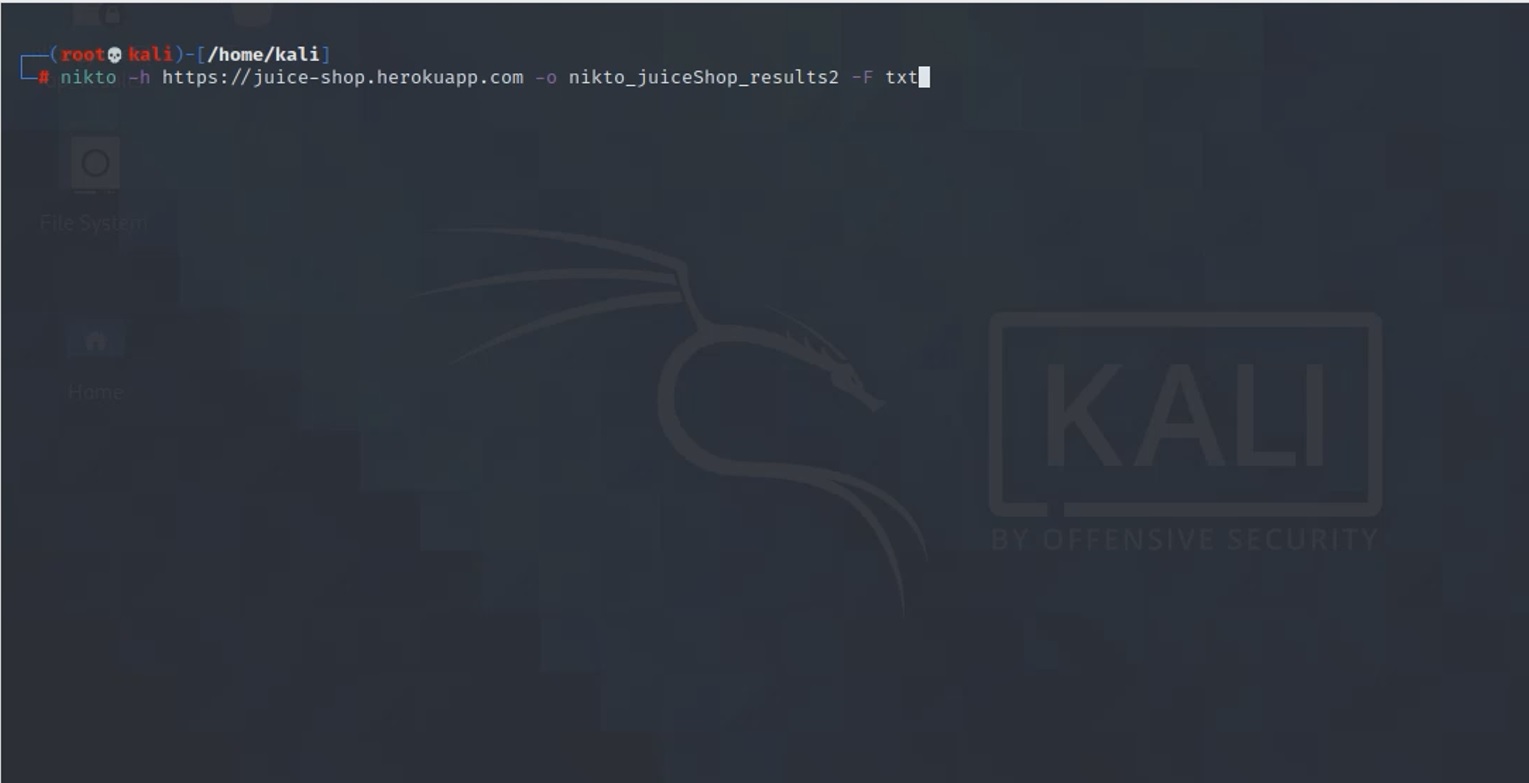 ┌──(root💀kali)-[/home/kali]
└─# nikto -h https://juice-shop.herokuapp.com -o nikto_juiceShop_results2 -F txt
File System
Home
KALI
BY OFFENSIVE SECURITY